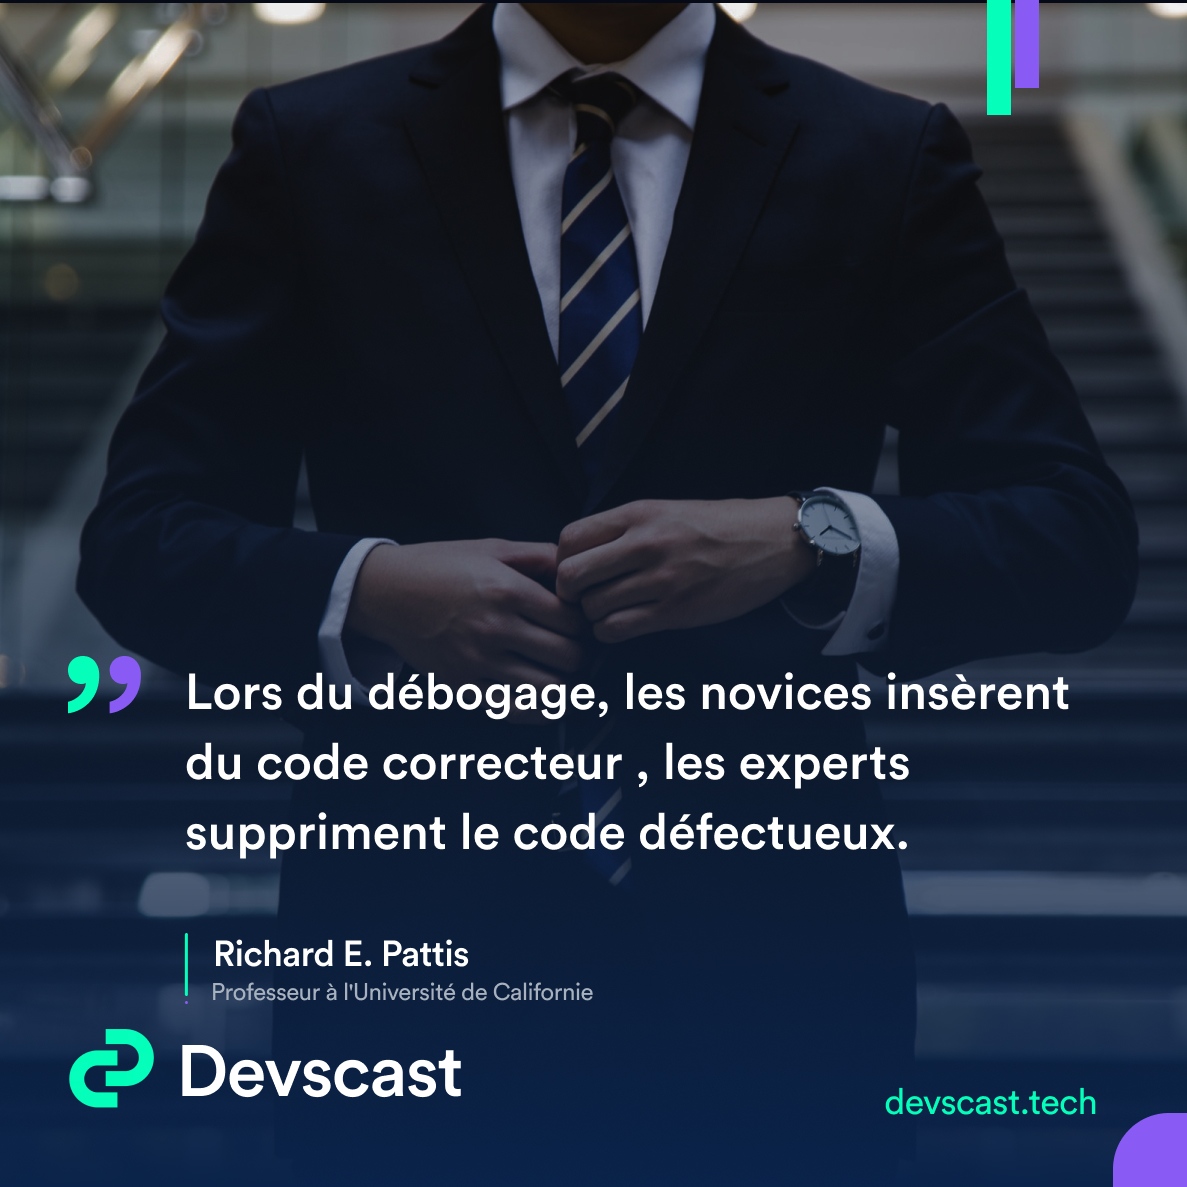 Lors du débogage, les novices insèrent
du code correcteur , les experts
suppriment le code défectueux.
Richard E. Pattis
Professeur à l'Université de Californie
Devscast
devscast.tech